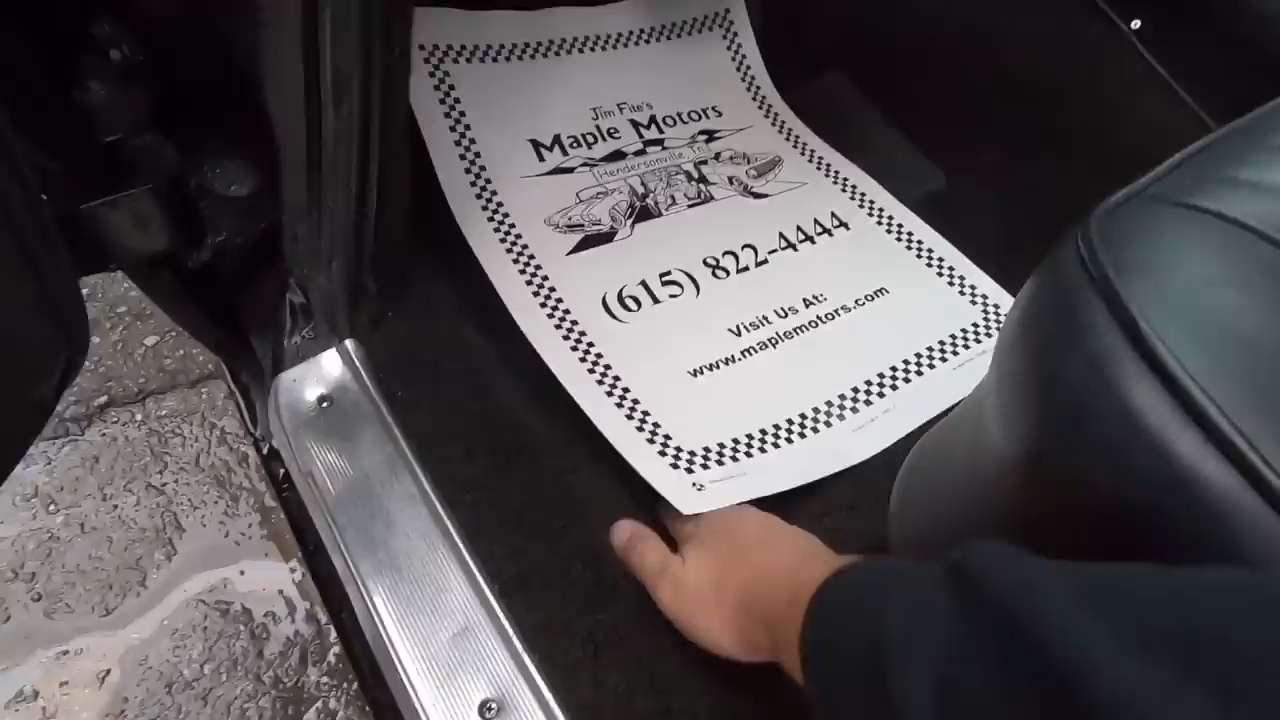 Jim Fite's
Maple Motors
Hendersonville, Tn
(615) 822-4444
Visit Us At:
www.maplemotors.com